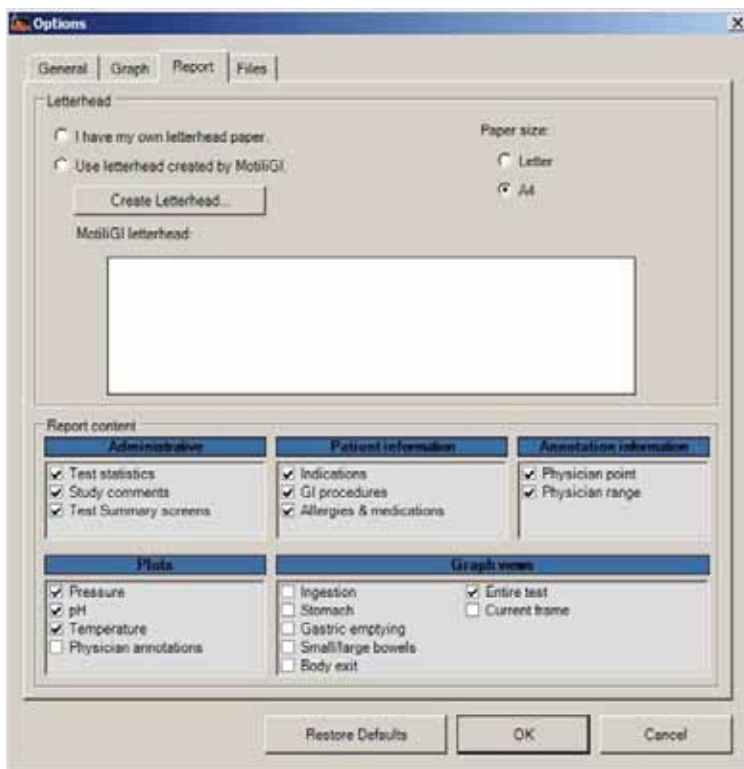 Options
General Graph Report Files
Letterhead
I have my own letterhead paper.
Use letterhead created by MotiliGI.
Create Letterhead...
MotiliGI letterhead:
Paper size:
Letter
A4
Report content
Administrative
Test statistics
Study comments
Test Summary screens
Patient information
Indications
GI procedures
Allergies & medications
Annotation information
Physician point
Physician range
Plots
Pressure
pH
Temperature
Physician annotations
Graph views
Ingestion
Stomach
Gastric emptying
Small/large bowels
Body exit
Entire test
Current frame
Restore Defaults OK Cancel